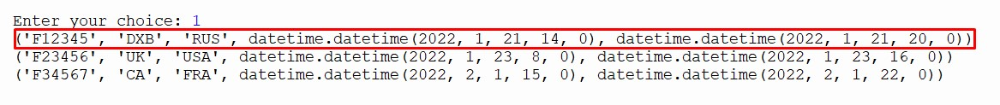 Enter your choice: 1
('F12345', 'DXB', 'RUS', datetime.datetime(2022, 1, 21, 14, 0), datetime.datetime(2022, 1, 21, 20, 0))
('F23456', 'UK', 'USA', datetime.datetime(2022, 1, 23, 8, 0), datetime.datetime(2022, 1, 23, 16, 0))
('F34567', 'CA', 'FRA', datetime.datetime(2022, 2, 1, 15, 0), datetime.datetime(2022, 2, 1, 22, 0))